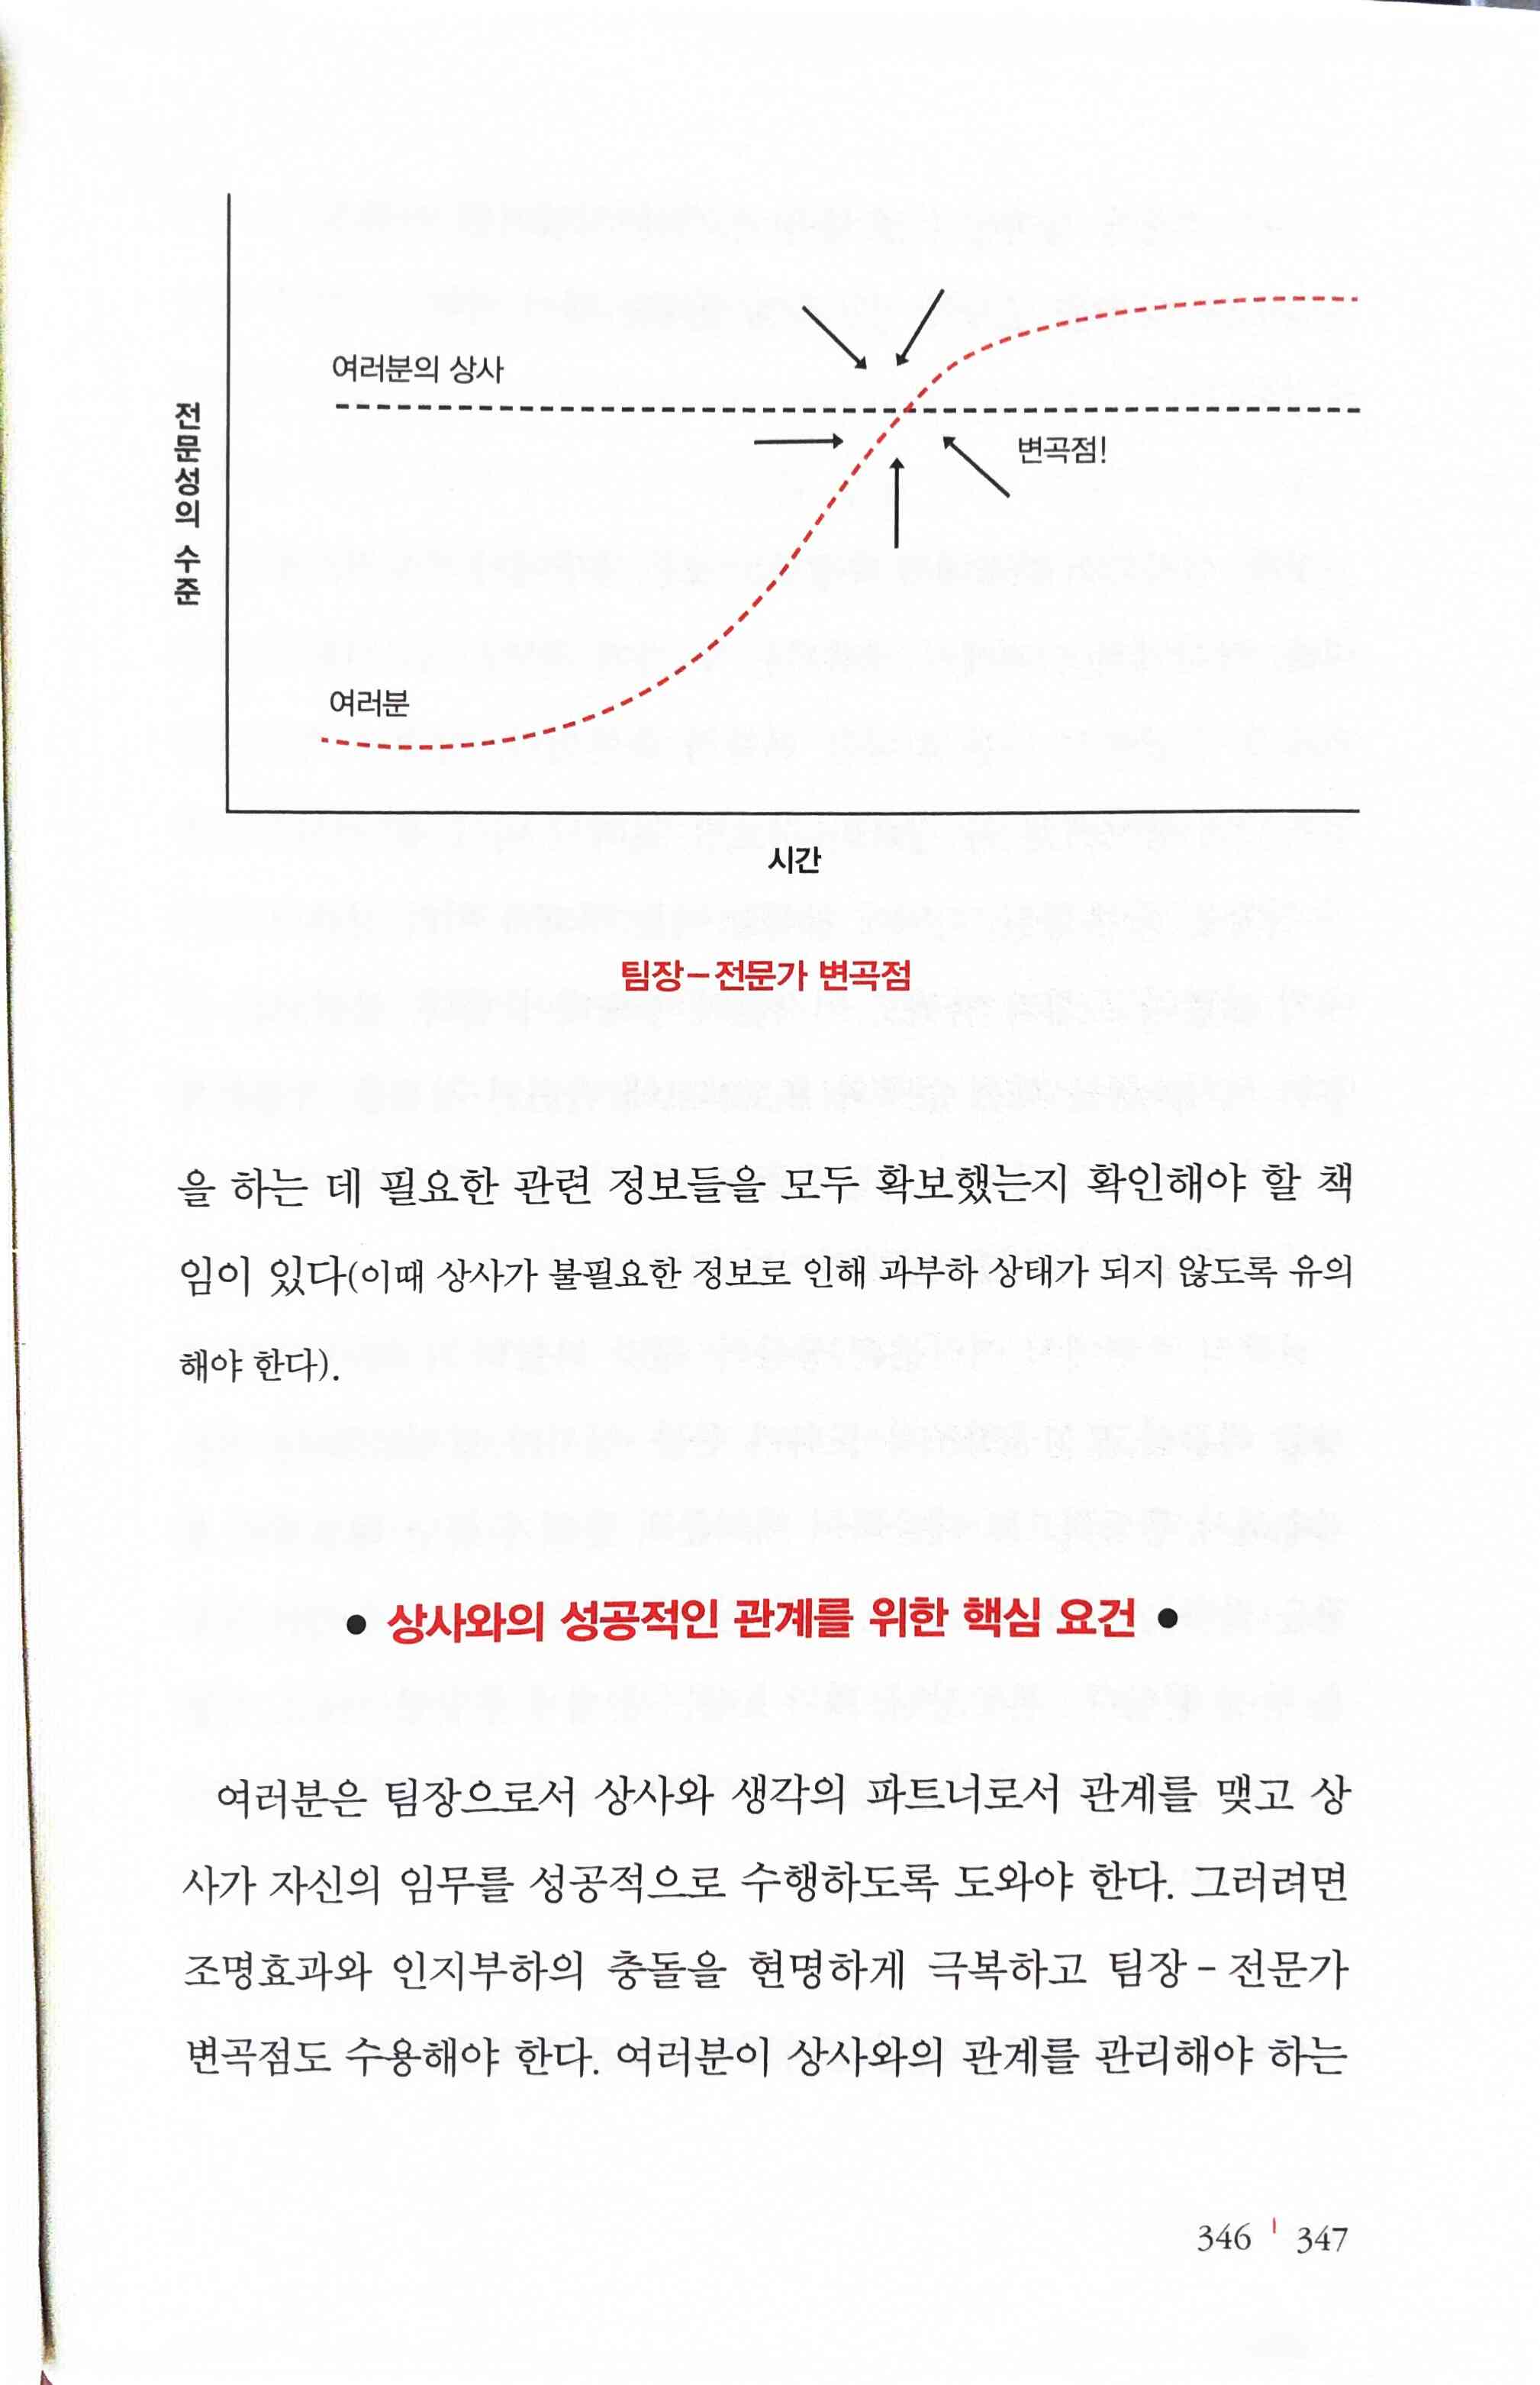 여러분의 상사
변곡점!
전문성의 수준
여러분
시간
팀장-전문가 변곡점
을 하는 데 필요한 관련 정보들을 모두 확보했는지 확인해야 할 책
임이 있다(이때 상사가 불필요한 정보로 인해 과부하 상태가 되지 않도록 유의
해야 한다).
● 상사와의 성공적인 관계를 위한 핵심 요건 ●
여러분은 팀장으로서 상사와 생각의 파트너로서 관계를 맺고 상
사가 자신의 임무를 성공적으로 수행하도록 도와야 한다. 그러려면
조명효과와 인지부하의 충돌을 현명하게 극복하고 팀장-전문가
변곡점도 수용해야 한다. 여러분이 상사와의 관계를 관리해야 하는
346 | 347